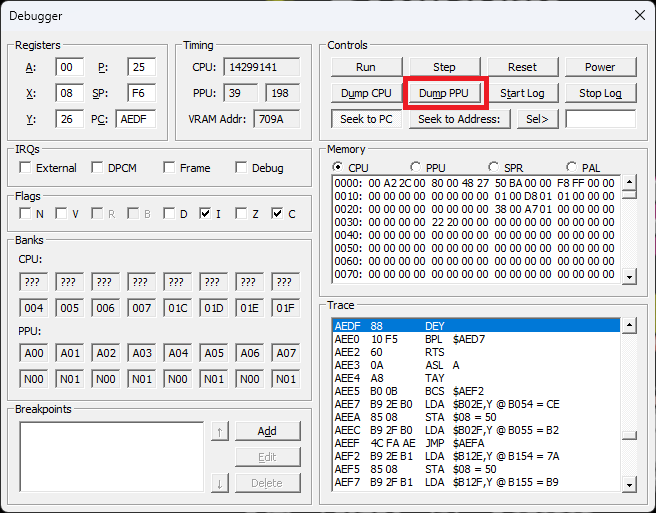 Debugger
Registers
A: 00 P: 25
X: 08 SP: F6
Y: 26 PC: AEDF
Timing
CPU: 14299141
PPU: 39 198
VRAM Addr: 709A
Controls
Run Step Reset Power
Dump CPU Dump PPU Start Log Stop Log
Seek to PC Seek to Address: Sel>
IRQs
External DPCM Frame Debug
Flags
N V R B D I Z C
Banks
CPU:
??? ??? ??? ??? ??? ??? ??? ???
004 005 006 007 01C 01D 01E 01F
PPU:
A00 A01 A02 A03 A04 A05 A06 A07
N00 N01 N00 N01 N00 N01 N00 N01
Breakpoints
↑ Add
Edit
↓ Delete
Memory
CPU PPU SPR PAL
0000: 00 A2 2C 00 80 00 48 27 50 BA 00 00 F8 FF 00 00
0010: 00 00 00 00 00 00 00 00 01 00 D8 01 01 00 00 00
0020: 00 00 00 00 00 00 00 00 38 00 A7 01 00 00 00 00
0030: 00 00 00 00 22 20 00 00 00 00 00 00 00 00 00 00
0040: 00 00 00 00 00 00 00 00 00 00 00 00 00 00 00 00
0050: 00 00 00 00 00 00 00 00 00 00 00 00 00 00 00 00
0060: 00 00 00 00 00 00 00 00 00 00 00 00 00 00 00 00
0070: 00 00 00 00 00 00 00 00 00 00 00 00 00 00 00 00
Trace
AEDF 88 DEY
AEE0 10 F5 BPL $AED7
AEE2 60 RTS
AEE3 0A ASL A
AEE4 A8 TAY
AEE5 B0 0B BCS $AEF2
AEE7 B9 2E B0 LDA $B02E,Y @ B054 = CE
AEEA 85 08 STA $08 = 50
AEEC B9 2F B0 LDA $B02F,Y @ B055 = B2
AEEF 4C FA AE JMP $AEFA
AEF2 B9 2E B1 LDA $B12E,Y @ B154 = 7A
AEF5 85 08 STA $08 = 50
AEF7 B9 2F B1 LDA $B12F,Y @ B155 = B9